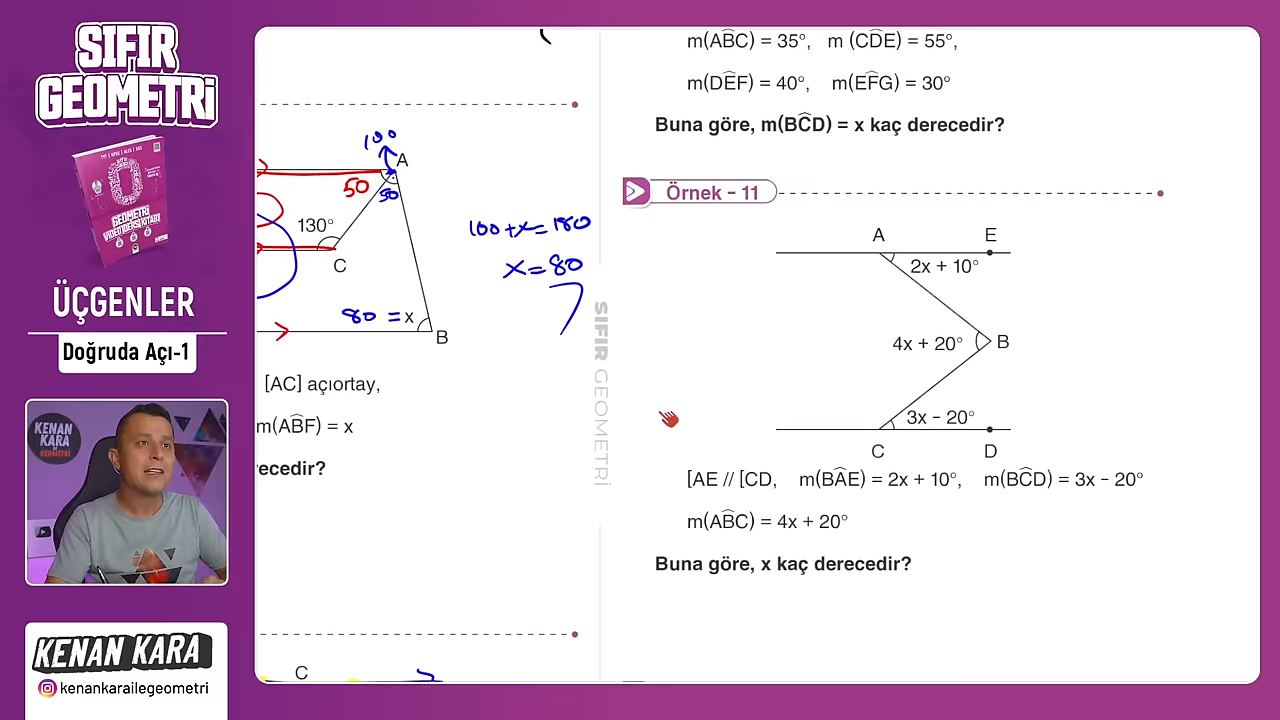 SIFIR
GEOMETRİ
ÜÇGENLER
Doğruda Açı-1
KENAN
KARA
GEOMETRİ
KENAN KARA
kenankarailegeometri
100
A
50
50
130°
C
80 = x
B
100+x=180
x=80
[AC] açıortay,
m(ABF) = x
recedir?
C
SIFIR GEOMETRİ
m(ABC) = 35°, m (CDE) = 55°,
m(DEF) = 40°, m(EFG) = 30°
Buna göre, m(BCD) = x kaç derecedir?
Örnek - 11
A
E
2x + 10°
4x + 20°
B
3x - 20°
C
D
[AE // [CD, m(BAE) = 2x + 10°, m(BCD) = 3x - 20°
m(ABC) = 4x + 20°
Buna göre, x kaç derecedir?